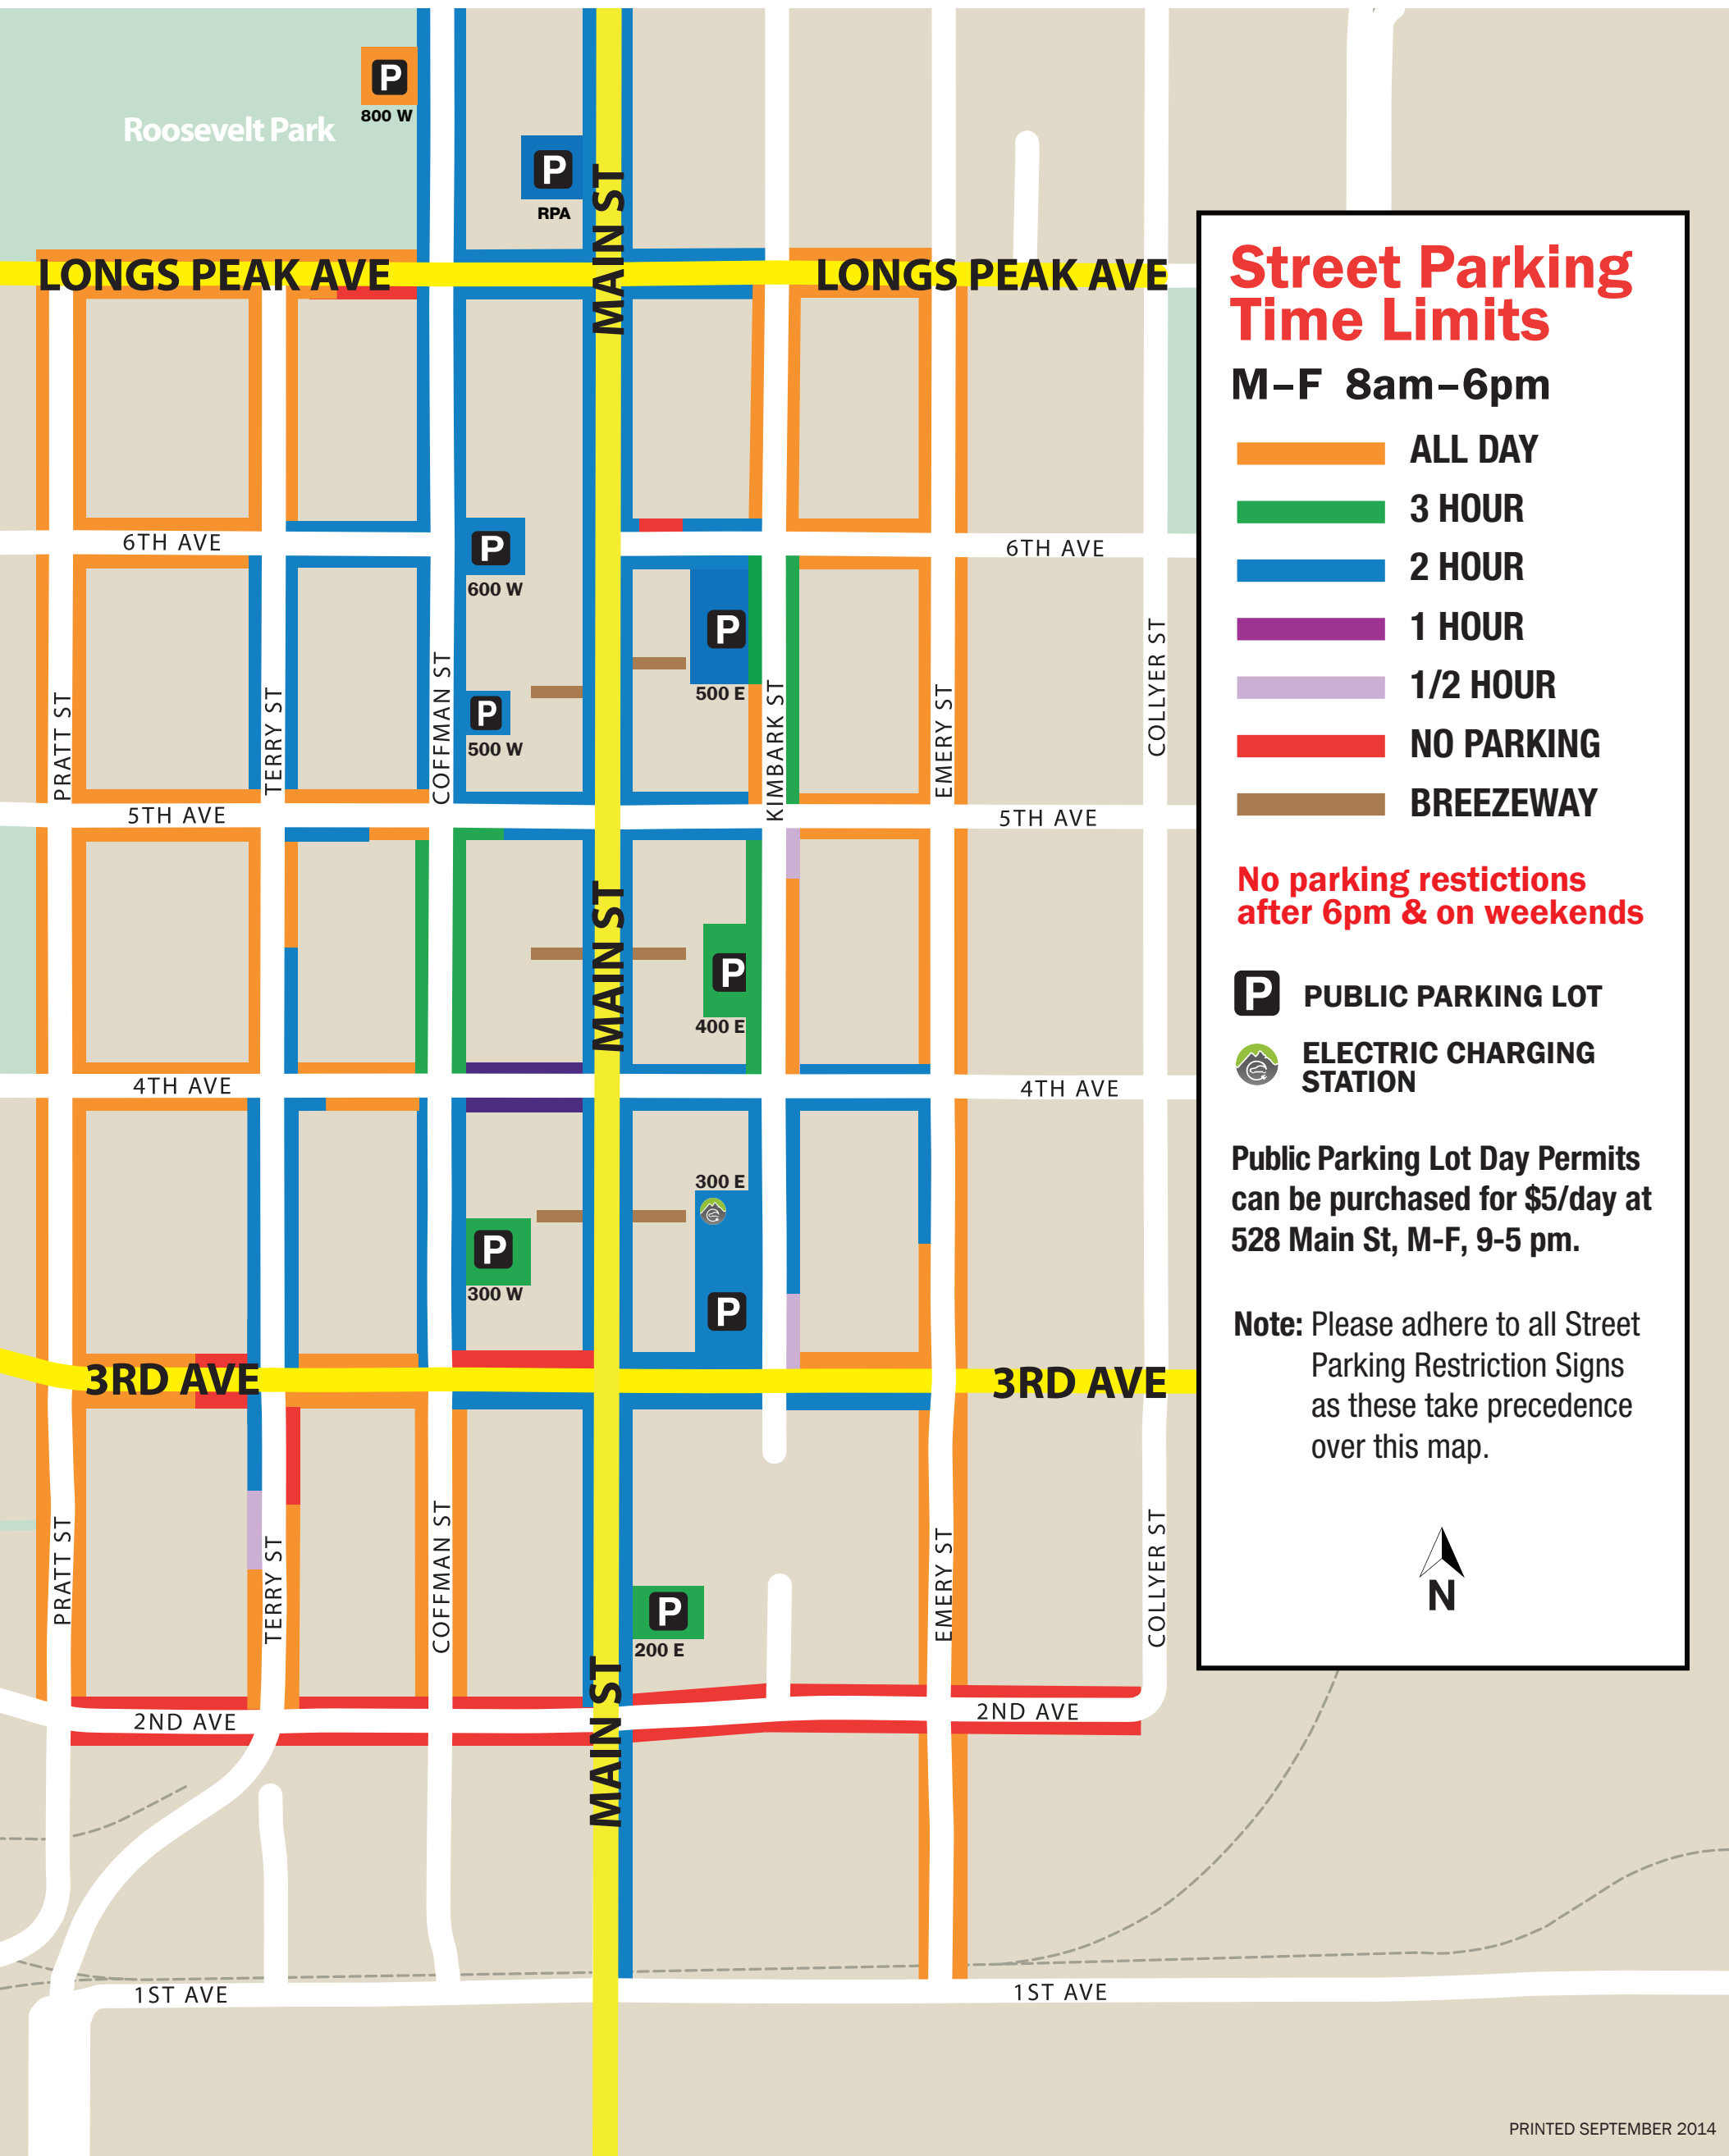 P
800 W
Roosevelt Park
P
RPA
MAIN ST
LONGS PEAK AVE
LONGS PEAK AVE
6TH AVE
P
600 W
6TH AVE
P
500 E
P
500 W
PRATT ST
TERRY ST
COFFMAN ST
KIMBARK ST
EMERY ST
COLLYER ST
5TH AVE
5TH AVE
MAIN ST
P
400 E
4TH AVE
4TH AVE
300 E
P
300 W
P
3RD AVE
3RD AVE
PRATT ST
TERRY ST
COFFMAN ST
EMERY ST
COLLYER ST
P
200 E
MAIN ST
2ND AVE
2ND AVE
1ST AVE
1ST AVE
Street Parking
Time Limits
M–F 8am–6pm
ALL DAY
3 HOUR
2 HOUR
1 HOUR
1/2 HOUR
NO PARKING
BREEZEWAY
No parking restictions
after 6pm & on weekends
P PUBLIC PARKING LOT
ELECTRIC CHARGING
STATION
Public Parking Lot Day Permits
can be purchased for $5/day at
528 Main St, M-F, 9-5 pm.
Note: Please adhere to all Street
Parking Restriction Signs
as these take precedence
over this map.
N
PRINTED SEPTEMBER 2014